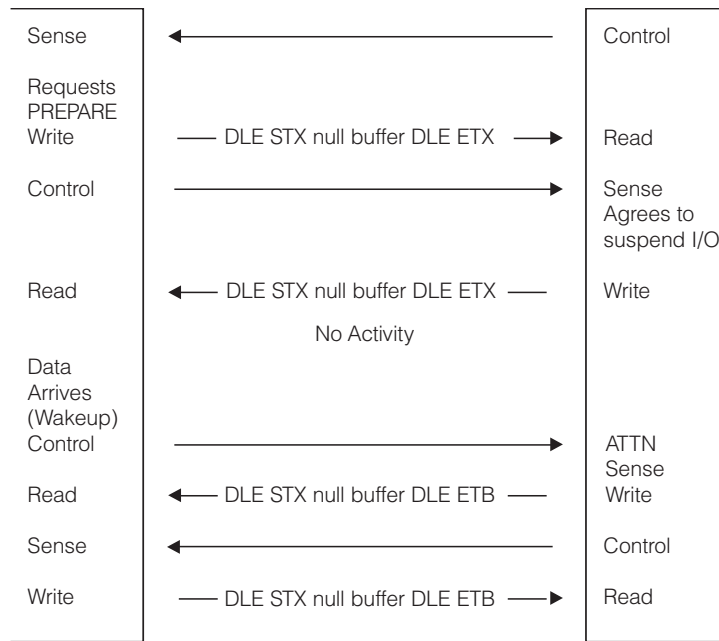 Sense Control
Requests
PREPARE
Write DLE STX null buffer DLE ETX Read
Control Sense
Agrees to
suspend I/O
Read DLE STX null buffer DLE ETX Write
No Activity
Data
Arrives
(Wakeup)
Control ATTN
Sense
Read DLE STX null buffer DLE ETB Write
Sense Control
Write DLE STX null buffer DLE ETB Read